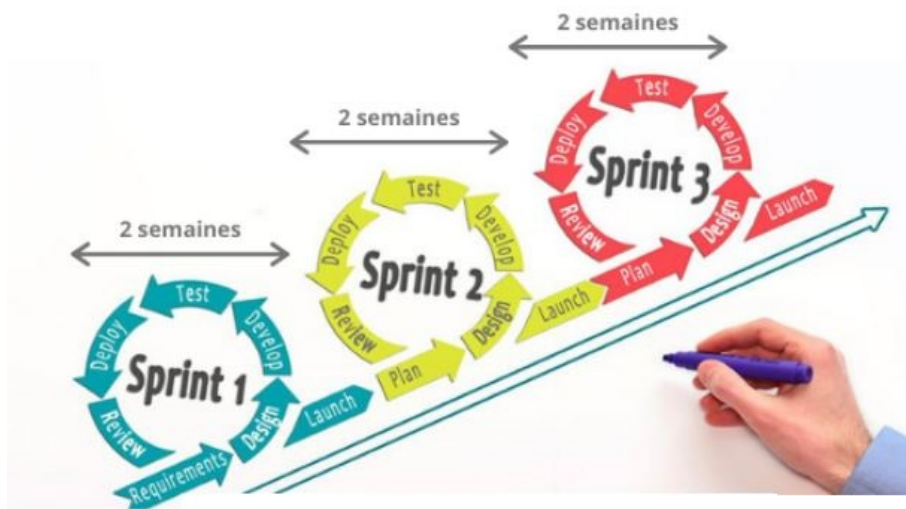 2 semaines
Test
Develop
Deploy
Sprint 1
Review
Design
Requirements
Launch
2 semaines
Test
Develop
Deploy
Sprint 2
Review
Design
Plan
Launch
2 semaines
Test
Develop
Deploy
Sprint 3
Review
Design
Plan
Launch